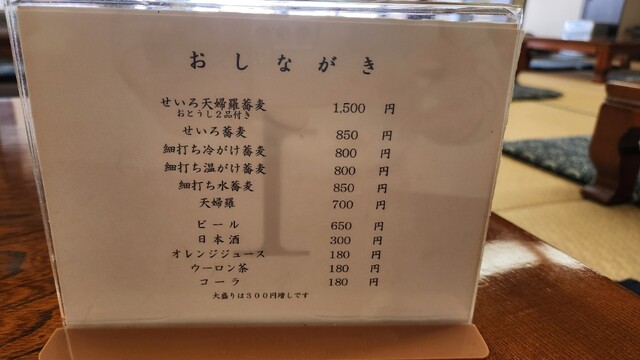 おしながき
せいろ天婦羅蕎麦 1,500 円
おとうし2品付き
せいろ蕎麦 850 円
細打ち冷がけ蕎麦 800 円
細打ち温がけ蕎麦 800 円
細打ち水蕎麦 850 円
天婦羅 700 円
ビール 650 円
日本酒 300 円
オレンジジュース 180 円
ウーロン茶 180 円
コーラ 180 円
大盛りは300円増しです